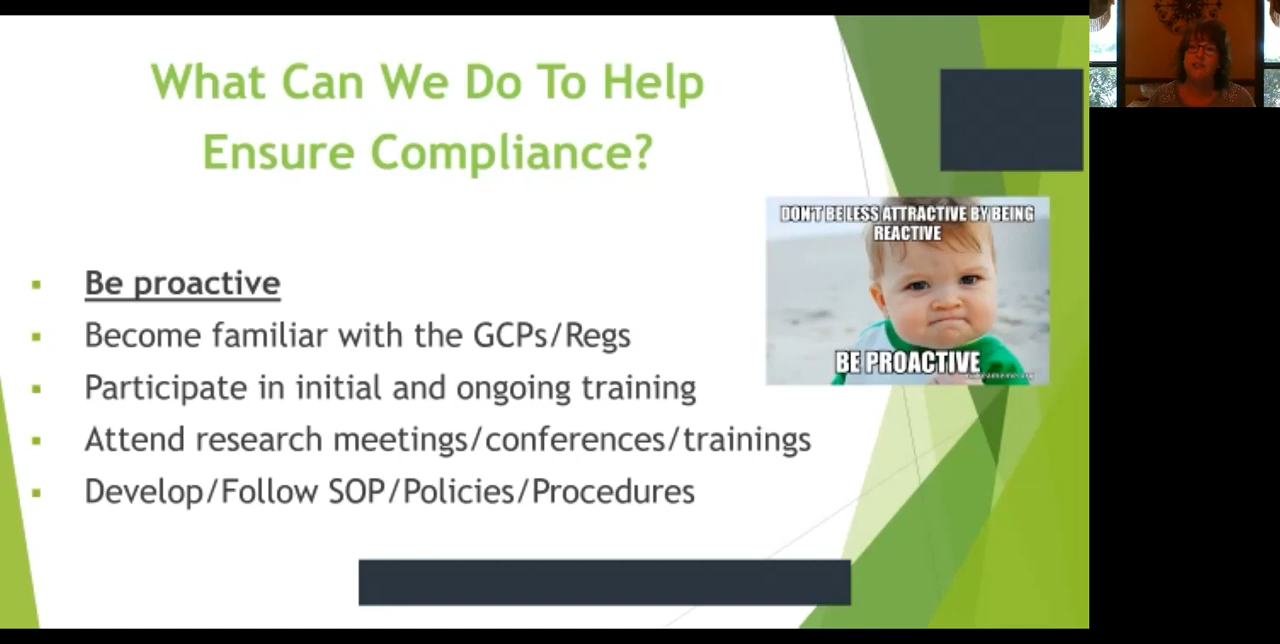 What Can We Do To Help
Ensure Compliance?
Be proactive
Become familiar with the GCPs/Regs
Participate in initial and ongoing training
Attend research meetings/conferences/trainings
Develop/Follow SOP/Policies/Procedures
DON'T BE LESS ATTRACTIVE BY BEING
REACTIVE
BE PROACTIVE